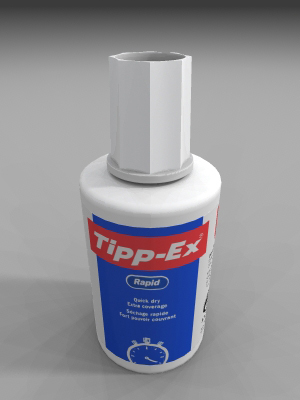 Tipp-Ex
Rapid
Quick dry
Extra coverage
Séchage rapide
Fort pouvoir couvrant